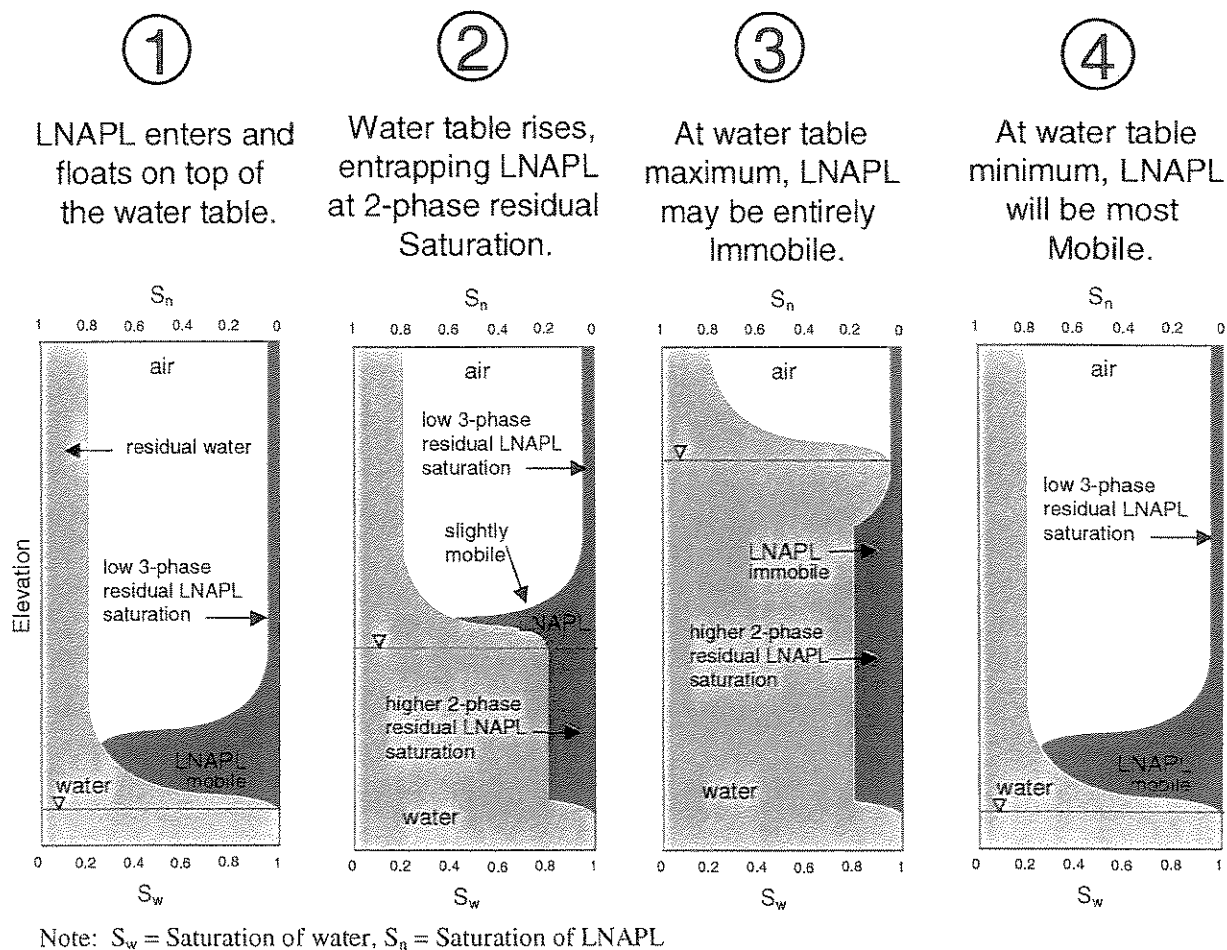 1
LNAPL enters and
floats on top of
the water table.
2
Water table rises,
entrapping LNAPL
at 2-phase residual
Saturation.
3
At water table
maximum, LNAPL
may be entirely
Immobile.
4
At water table
minimum, LNAPL
will be most
Mobile.
Sn
1 0.8 0.6 0.4 0.2 0
air
residual water
low 3-phase
residual LNAPL
saturation
LNAPL
mobile
water
Elevation
0 0.2 0.4 0.6 0.8 1
Sw
Sn
1 0.8 0.6 0.4 0.2 0
air
low 3-phase
residual LNAPL
saturation
slightly
mobile
LNAPL
higher 2-phase
residual LNAPL
saturation
water
0 0.2 0.4 0.6 0.8 1
Sw
Sn
1 0.8 0.6 0.4 0.2 0
air
LNAPL
immobile
higher 2-phase
residual LNAPL
saturation
water
0 0.2 0.4 0.6 0.8 1
Sw
Sn
1 0.8 0.6 0.4 0.2 0
air
low 3-phase
residual LNAPL
saturation
LNAPL
mobile
water
0 0.2 0.4 0.6 0.8 1
Sw
Note: Sw = Saturation of water, Sn = Saturation of LNAPL